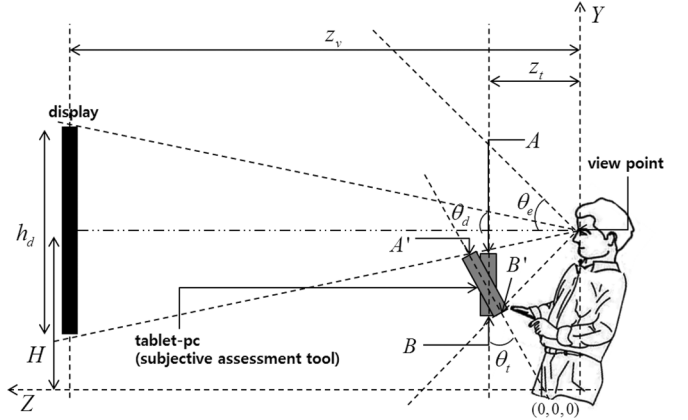 Y
z_v
z_t
display
A
view point
θ_e
θ_d
h_d
A'
B'
tablet-pc
(subjective assessment tool)
B
H
θ_t
Z
(0, 0, 0)